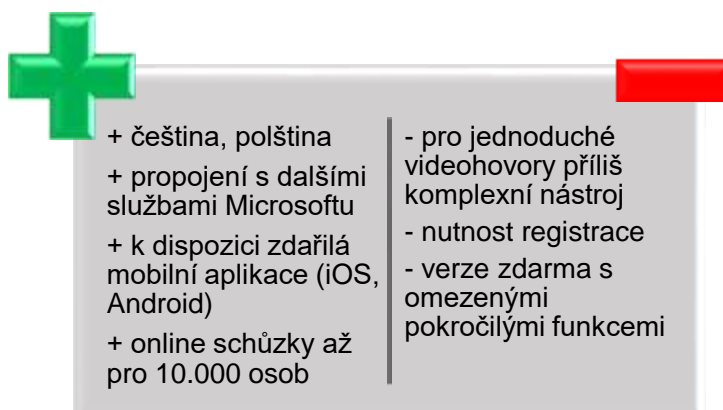 + čeština, polština
+ propojení s dalšími
službami Microsoftu
+ k dispozici zdařilá
mobilní aplikace (iOS,
Android)
+ online schůzky až
pro 10.000 osob
- pro jednoduché
videohovory příliš
komplexní nástroj
- nutnost registrace
- verze zdarma s
omezenými
pokročilými funkcemi